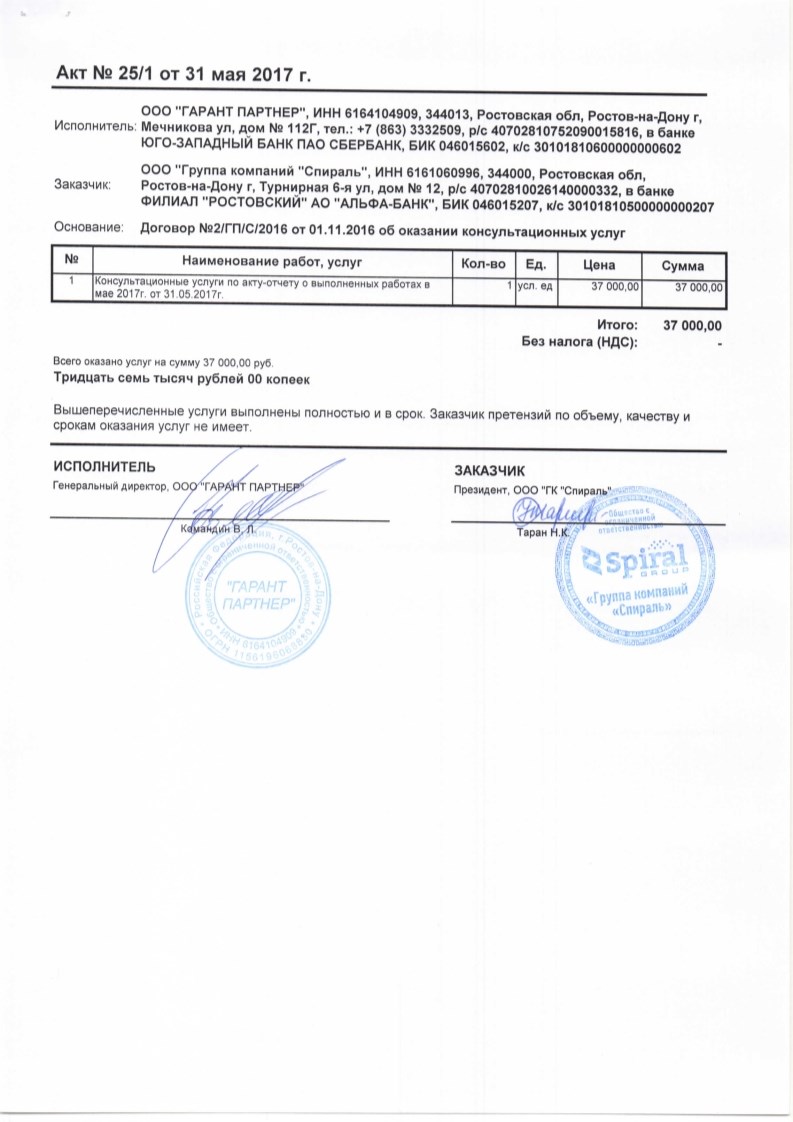 Акт № 25/1 от 31 мая 2017 г.
Исполнитель: ООО "ГАРАНТ ПАРТНЕР", ИНН 6164104909, 344013, Ростовская обл, Ростов-на-Дону г,
Мечникова ул, дом № 112Г, тел.: +7 (863) 3332509, р/с 40702810752090015816, в банке
ЮГО-ЗАПАДНЫЙ БАНК ПАО СБЕРБАНК, БИК 046015602, к/с 30101810600000000602
Заказчик: ООО "Группа компаний "Спираль", ИНН 6161060996, 344000, Ростовская обл,
Ростов-на-Дону г, Турнирная 6-я ул, дом № 12, р/с 40702810026140000332, в банке
ФИЛИАЛ "РОСТОВСКИЙ" АО "АЛЬФА-БАНК", БИК 046015207, к/с 30101810500000000207
Основание: Договор №2/ГП/С/2016 от 01.11.2016 об оказании консультационных услуг
№ Наименование работ, услуг Кол-во Ед. Цена Сумма
1 Консультационные услуги по акту-отчету о выполненных работах в 1 усл. ед 37 000,00 37 000,00
мае 2017г. от 31.05.2017г.
Итого: 37 000,00
Без налога (НДС): -
Всего оказано услуг на сумму 37 000,00 руб.
Тридцать семь тысяч рублей 00 копеек
Вышеперечисленные услуги выполнены полностью и в срок. Заказчик претензий по объему, качеству и
срокам оказания услуг не имеет.
ИСПОЛНИТЕЛЬ
Генеральный директор, ООО "ГАРАНТ ПАРТНЕР"
Командин В. Л.
Российская Федерация, г.Ростов-на-Дону
Общество с ограниченной ответственностью
"ГАРАНТ
ПАРТНЕР"
ИНН 6164104909
ЗАКАЗЧИК
Президент, ООО "ГК "Спираль"
Таран Н.К.
Общество с
ограниченной
ответственностью
Spiral
GROUP
«Группа компаний
«Спираль»